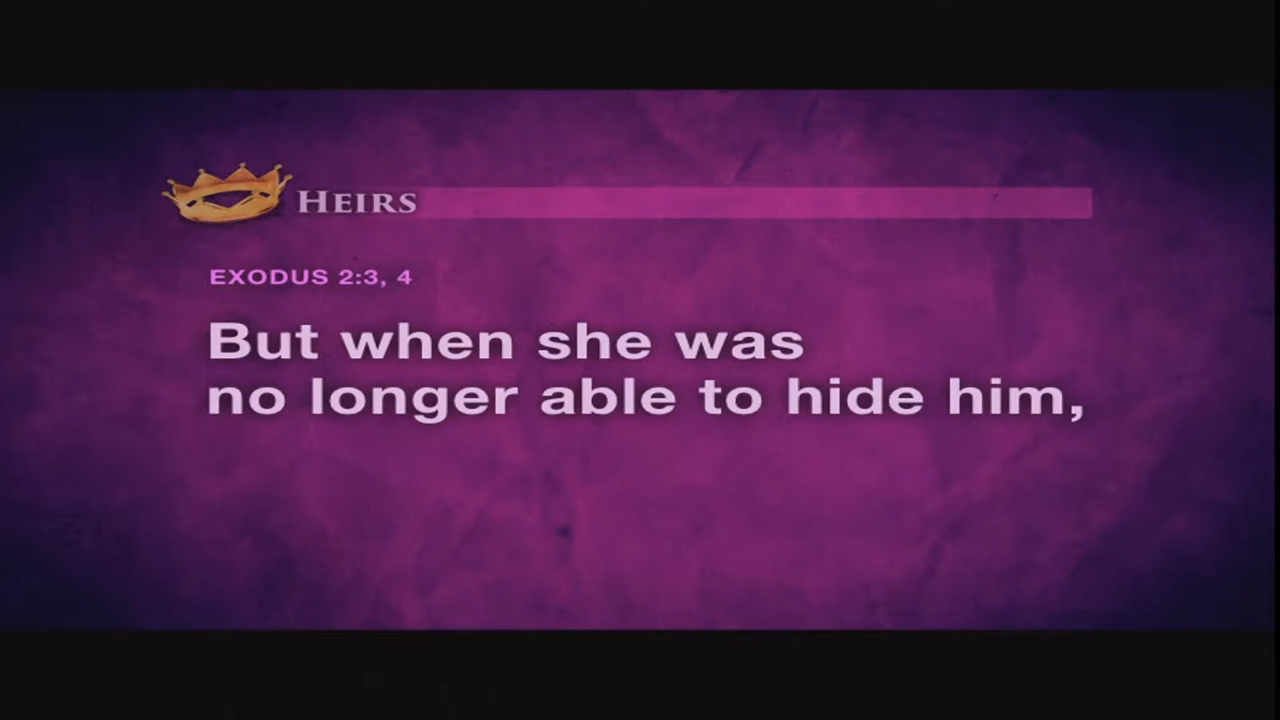 Heirs
EXODUS 2:3, 4
But when she was
no longer able to hide him,